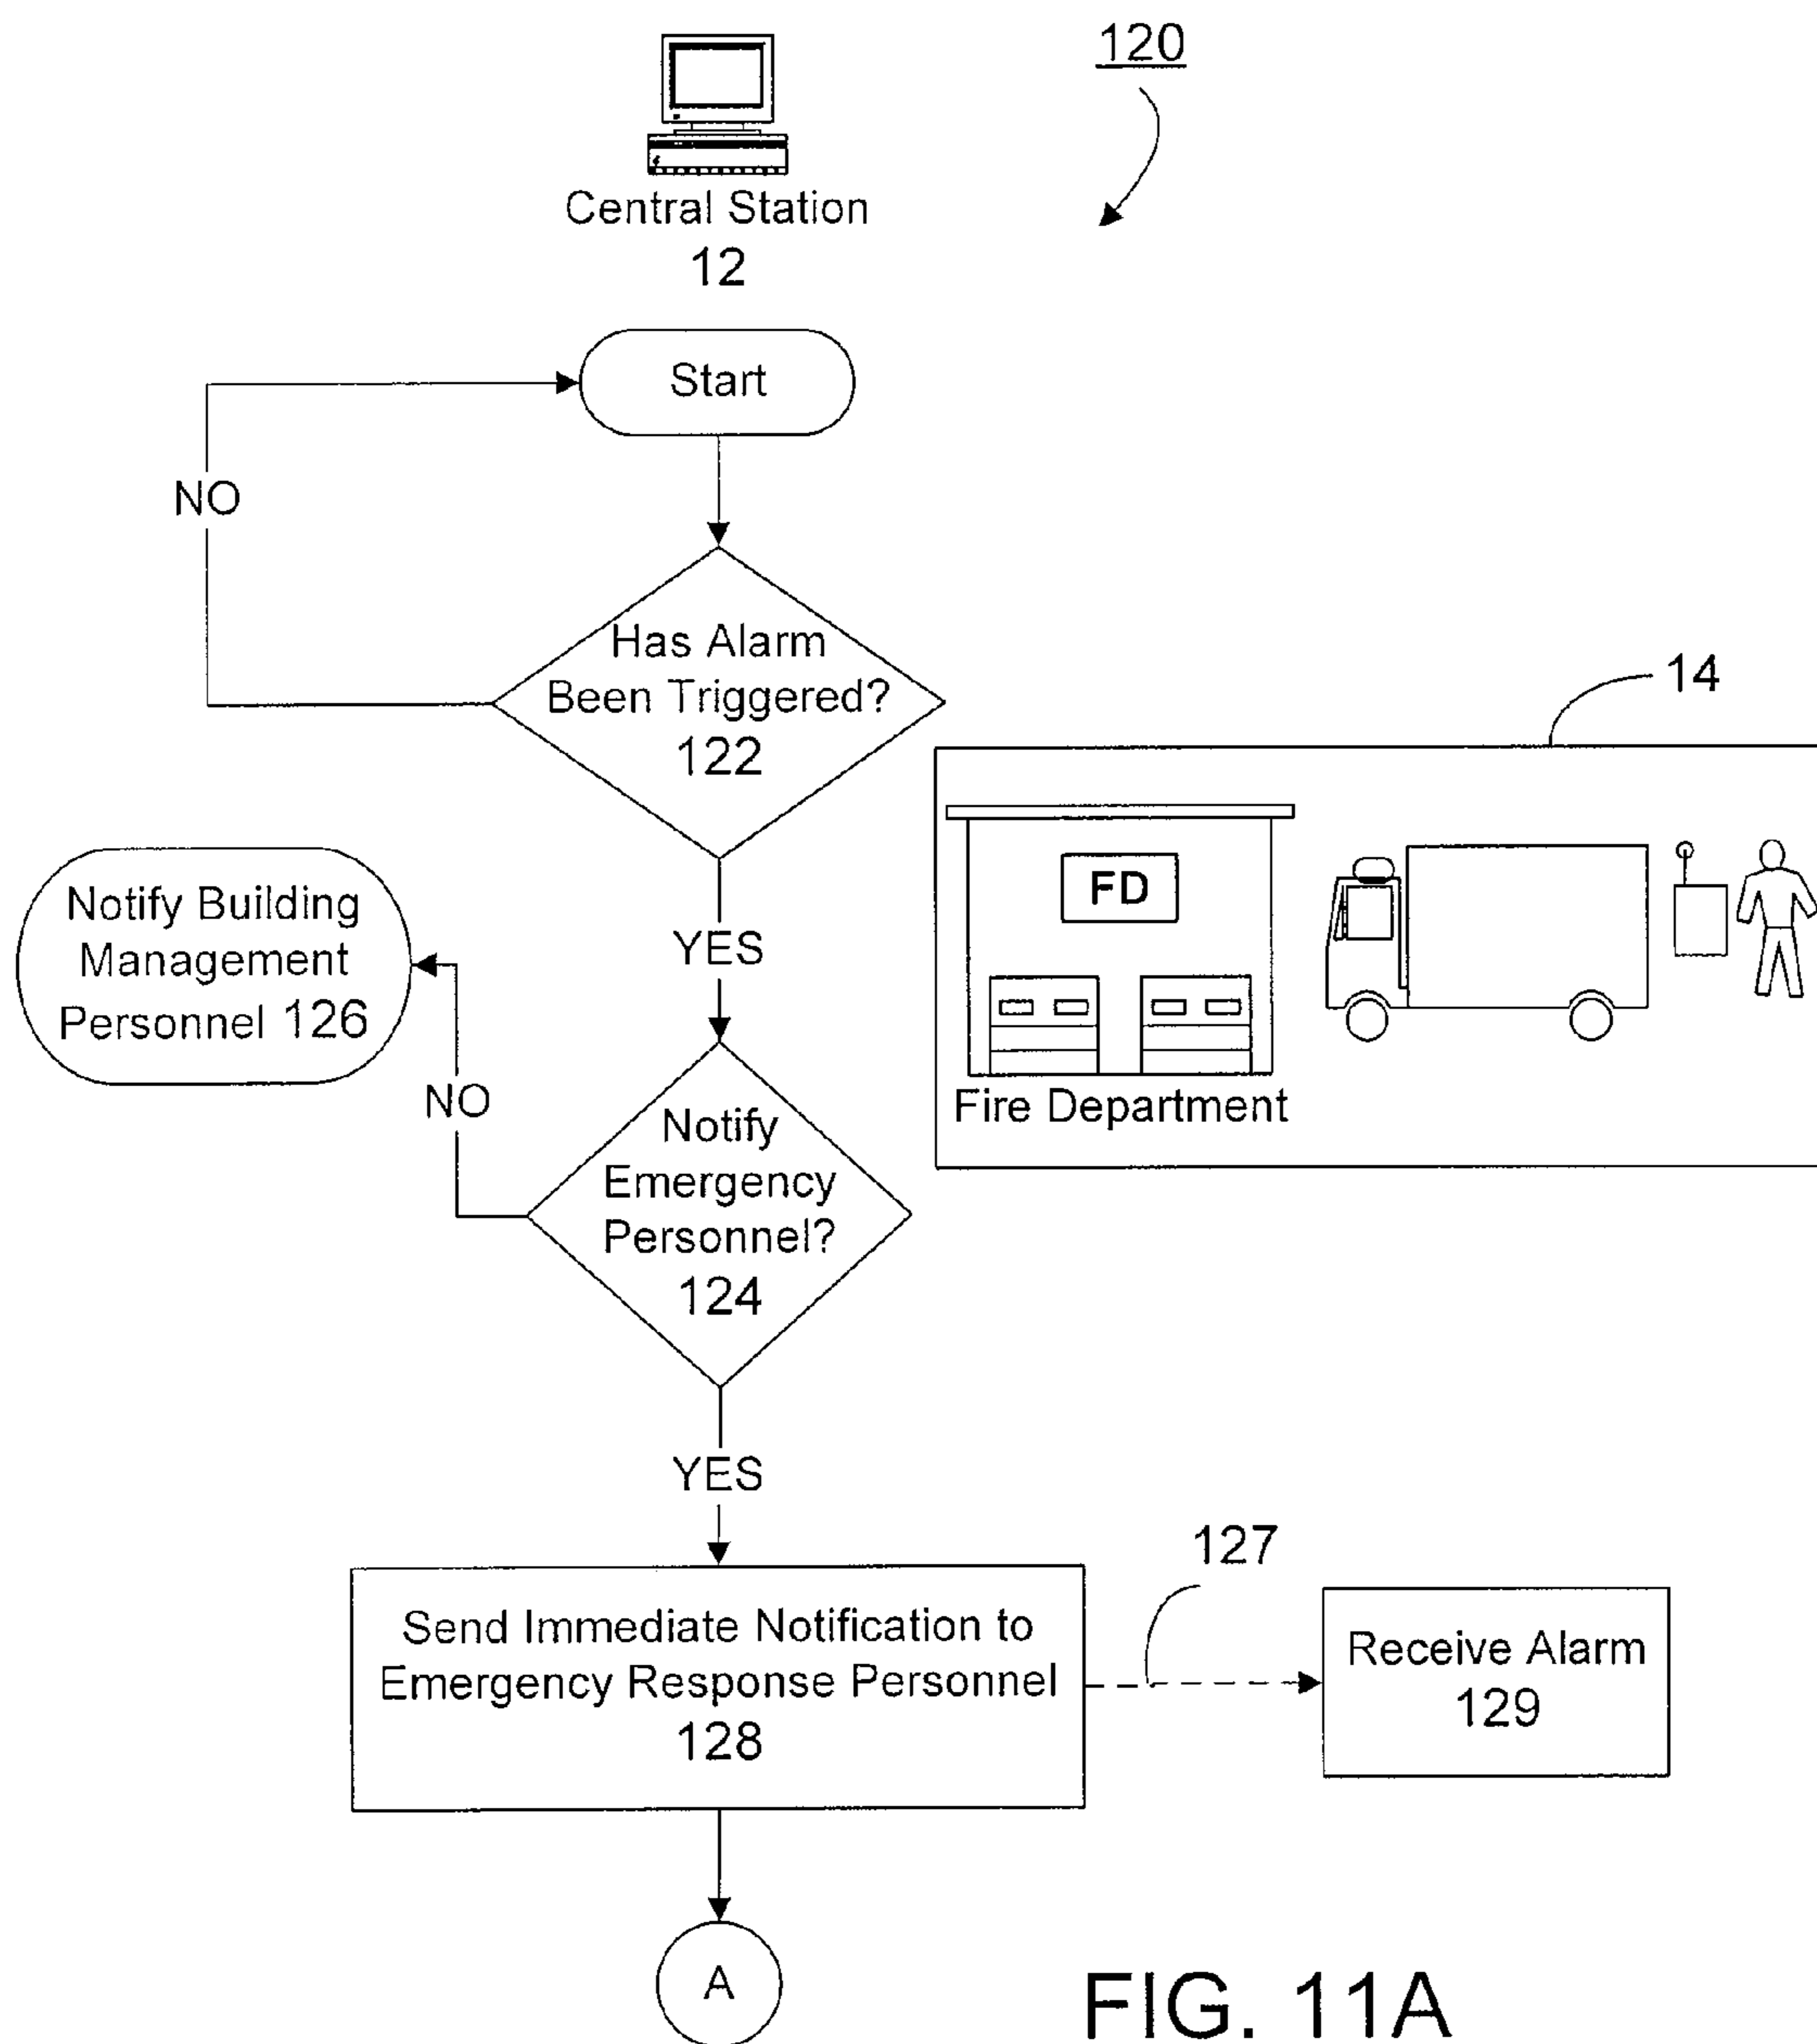 120
Central Station
12
Start
NO
Has Alarm
Been Triggered?
122
14
YES
FD
Fire Department
Notify Building
Management
Personnel 126
NO
Notify
Emergency
Personnel?
124
YES
127
Send Immediate Notification to
Emergency Response Personnel
128
Receive Alarm
129
A
FIG. 11A